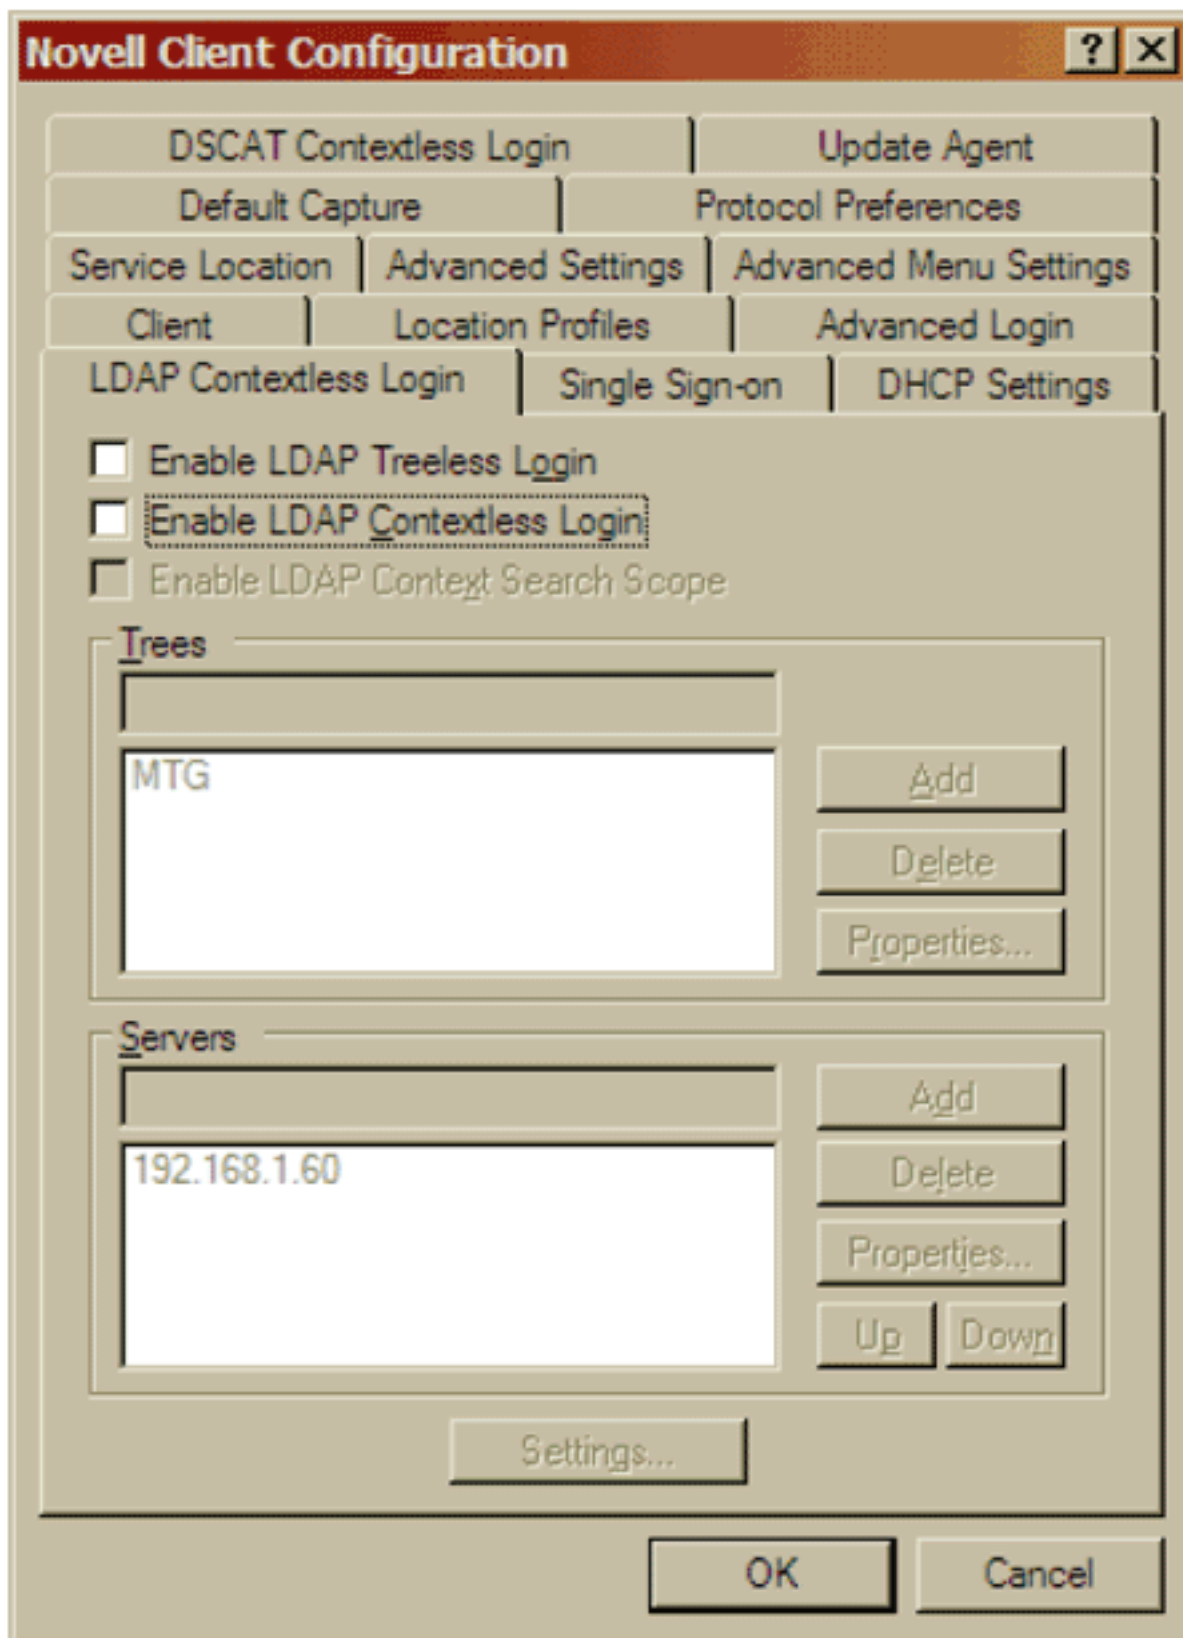 Novell Client Configuration
DSCAT Contextless Login Update Agent
Default Capture Protocol Preferences
Service Location Advanced Settings Advanced Menu Settings
Client Location Profiles Advanced Login
LDAP Contextless Login Single Sign-on DHCP Settings
Enable LDAP Treeless Login
Enable LDAP Contextless Login
Enable LDAP Context Search Scope
Trees
MTG
Add
Delete
Properties...
Servers
Add
192.168.1.60
Delete
Properties...
Up Down
Settings...
OK Cancel